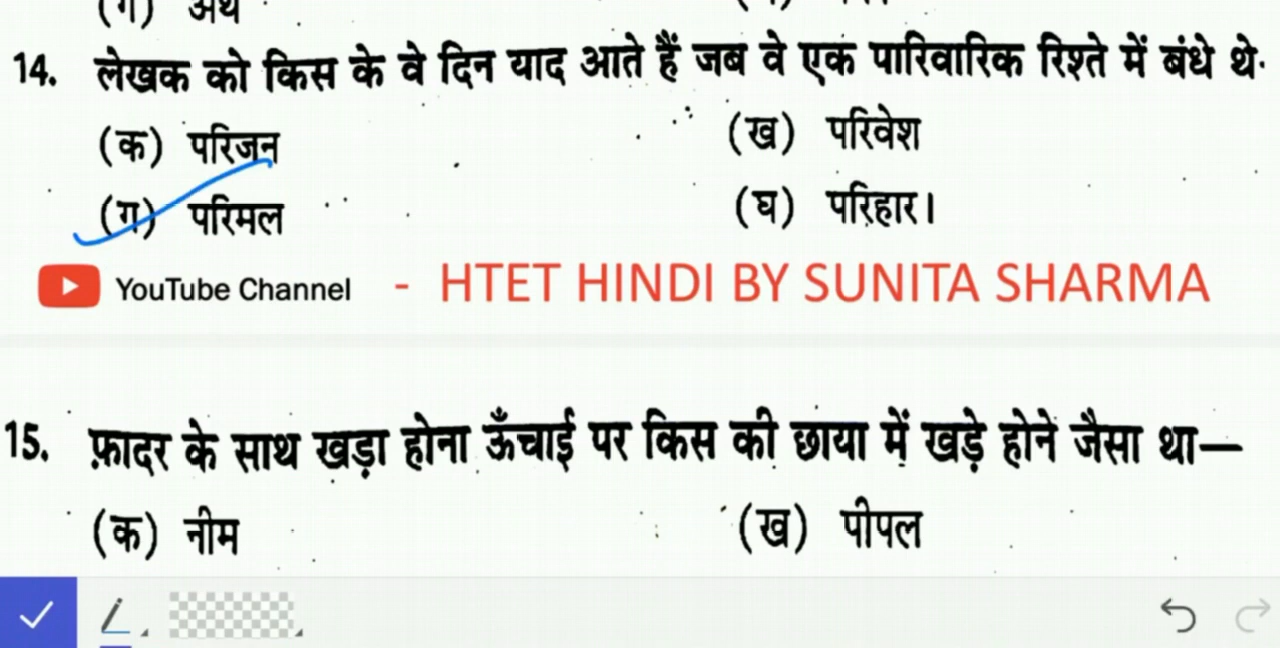 (ग) अथ
14. लेखक को किस के वे दिन याद आते हैं जब वे एक पारिवारिक रिश्ते में बंधे थे
(क) परिजन (ख) परिवेश
(ग) परिमल (घ) परिहार।
YouTube Channel - HTET HINDI BY SUNITA SHARMA
15. फ़ादर के साथ खड़ा होना ऊँचाई पर किस की छाया में खड़े होने जैसा था—
(क) नीम (ख) पीपल